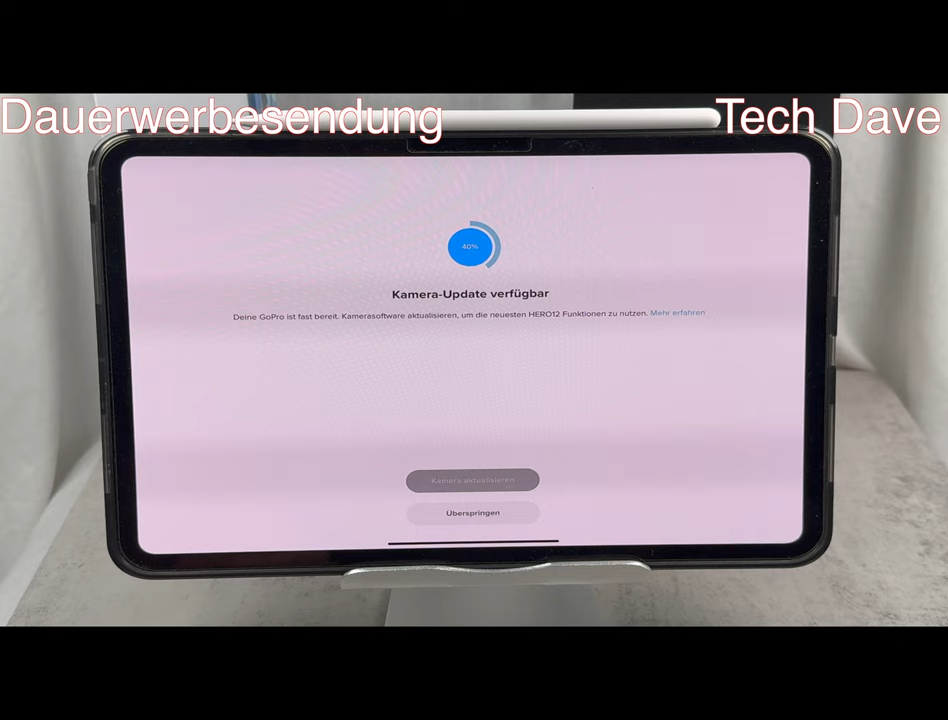 Dauerwerbesendung
Tech Dave
40%
Kamera-Update verfügbar
Deine GoPro ist fast bereit. Kamerasoftware aktualisieren, um die neuesten HERO12 Funktionen zu nutzen. Mehr erfahren
Kamera aktualisieren
Überspringen